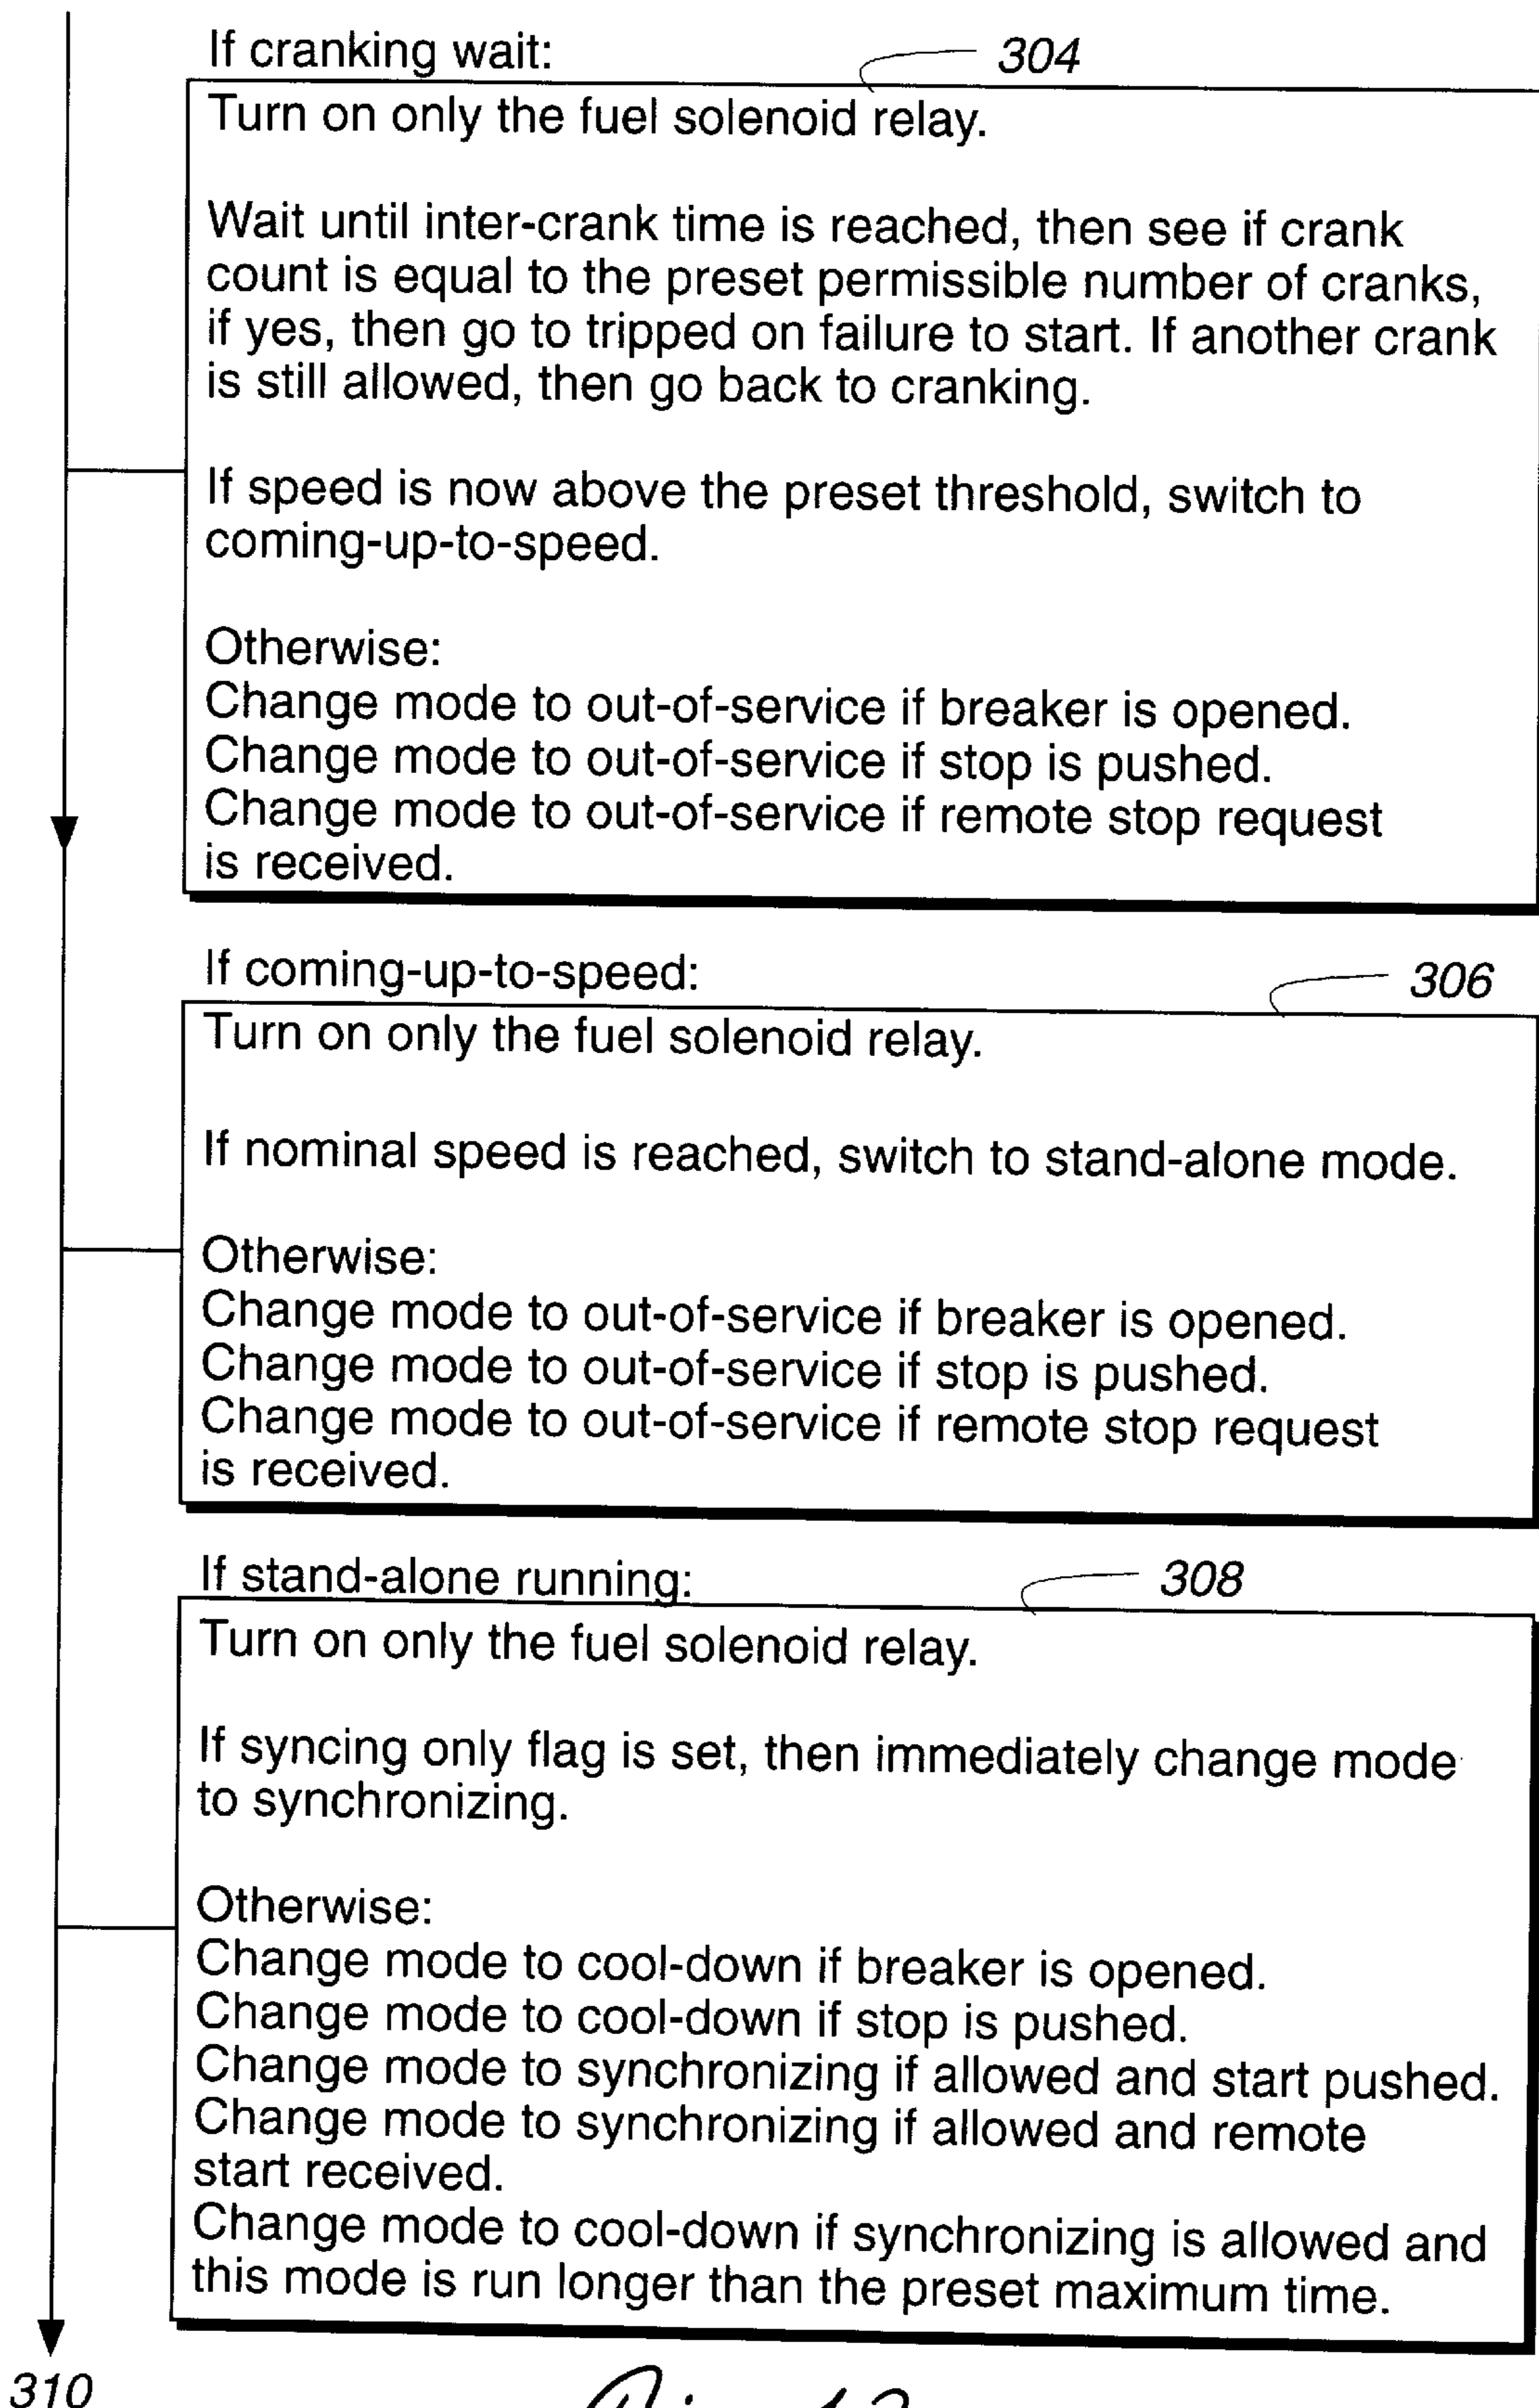 If cranking wait:
304
Turn on only the fuel solenoid relay.
Wait until inter-crank time is reached, then see if crank
count is equal to the preset permissible number of cranks,
if yes, then go to tripped on failure to start. If another crank
is still allowed, then go back to cranking.
If speed is now above the preset threshold, switch to
coming-up-to-speed.
Otherwise:
Change mode to out-of-service if breaker is opened.
Change mode to out-of-service if stop is pushed.
Change mode to out-of-service if remote stop request
is received.
If coming-up-to-speed:
306
Turn on only the fuel solenoid relay.
If nominal speed is reached, switch to stand-alone mode.
Otherwise:
Change mode to out-of-service if breaker is opened.
Change mode to out-of-service if stop is pushed.
Change mode to out-of-service if remote stop request
is received.
If stand-alone running:
308
Turn on only the fuel solenoid relay.
If syncing only flag is set, then immediately change mode
to synchronizing.
Otherwise:
Change mode to cool-down if breaker is opened.
Change mode to cool-down if stop is pushed.
Change mode to synchronizing if allowed and start pushed.
Change mode to synchronizing if allowed and remote
start received.
Change mode to cool-down if synchronizing is allowed and
this mode is run longer than the preset maximum time.
310